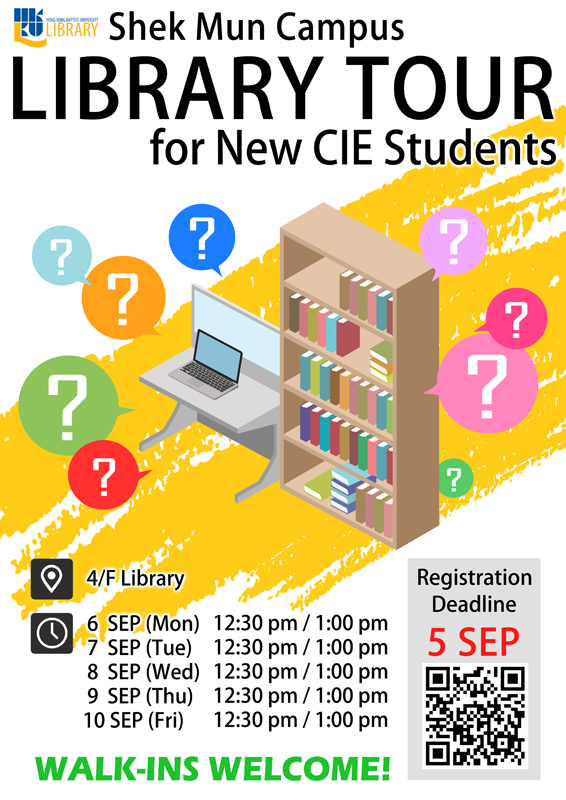 HONG KONG BAPTIST UNIVERSITY
LIBRARY
Shek Mun Campus
LIBRARY TOUR
for New CIE Students
?
?
?
?
?
?
?
?
?
4/F Library
6 SEP (Mon) 12:30 pm / 1:00 pm
7 SEP (Tue) 12:30 pm / 1:00 pm
8 SEP (Wed) 12:30 pm / 1:00 pm
9 SEP (Thu) 12:30 pm / 1:00 pm
10 SEP (Fri) 12:30 pm / 1:00 pm
Registration
Deadline
5 SEP
WALK-INS WELCOME!